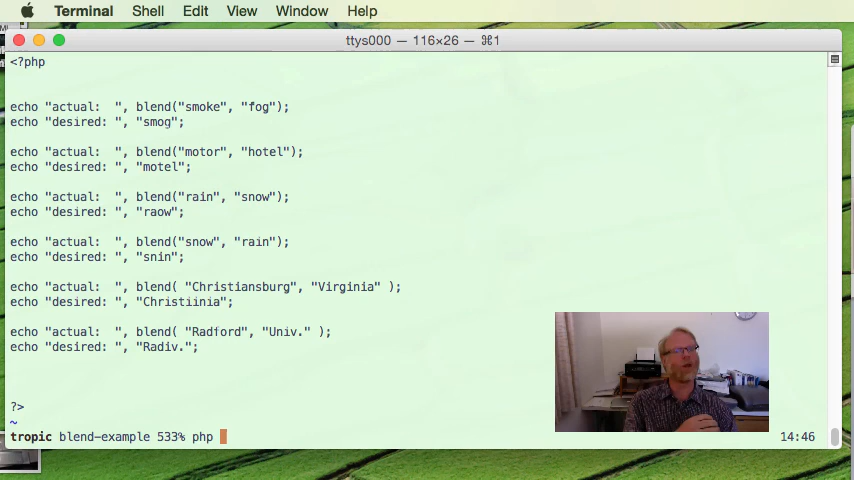 Terminal Shell Edit View Window Help
ttys000 — 116×26 — ⌘1
<?php
echo "actual:  ", blend("smoke", "fog");
echo "desired: ", "smog";
echo "actual:  ", blend("motor", "hotel");
echo "desired: ", "motel";
echo "actual:  ", blend("rain", "snow");
echo "desired: ", "raow";
echo "actual:  ", blend("snow", "rain");
echo "desired: ", "snin";
echo "actual:  ", blend( "Christiansburg", "Virginia" );
echo "desired: ", "Christiinia";
echo "actual:  ", blend( "Radford", "Univ." );
echo "desired: ", "Radiv.";
?>
~
tropic blend-example 533% php 14:46